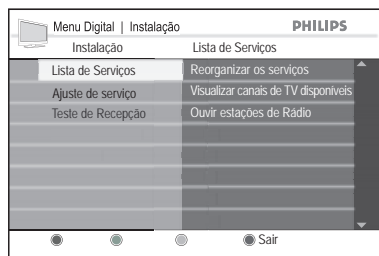 Menu Digital | Instalação PHILIPS
Instalação Lista de Serviços
Lista de Serviços Reorganizar os serviços
Ajuste de serviço Visualizar canais de TV disponíveis
Teste de Recepção Ouvir estações de Rádio
Sair